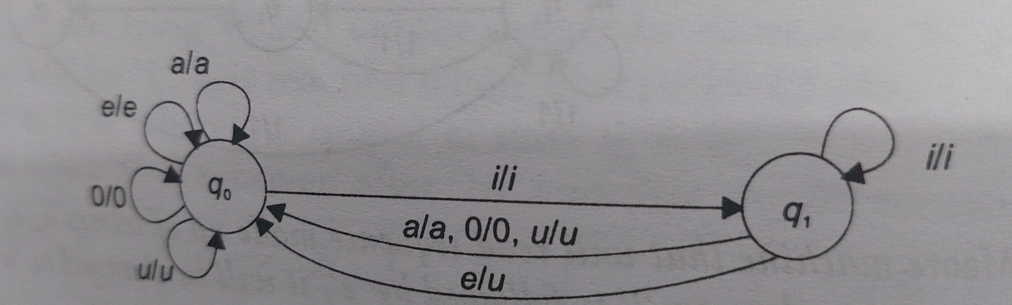 a/a
e/e
0/0
u/u
q₀
i/i
a/a, 0/0, u/u
e/u
q₁
i/i